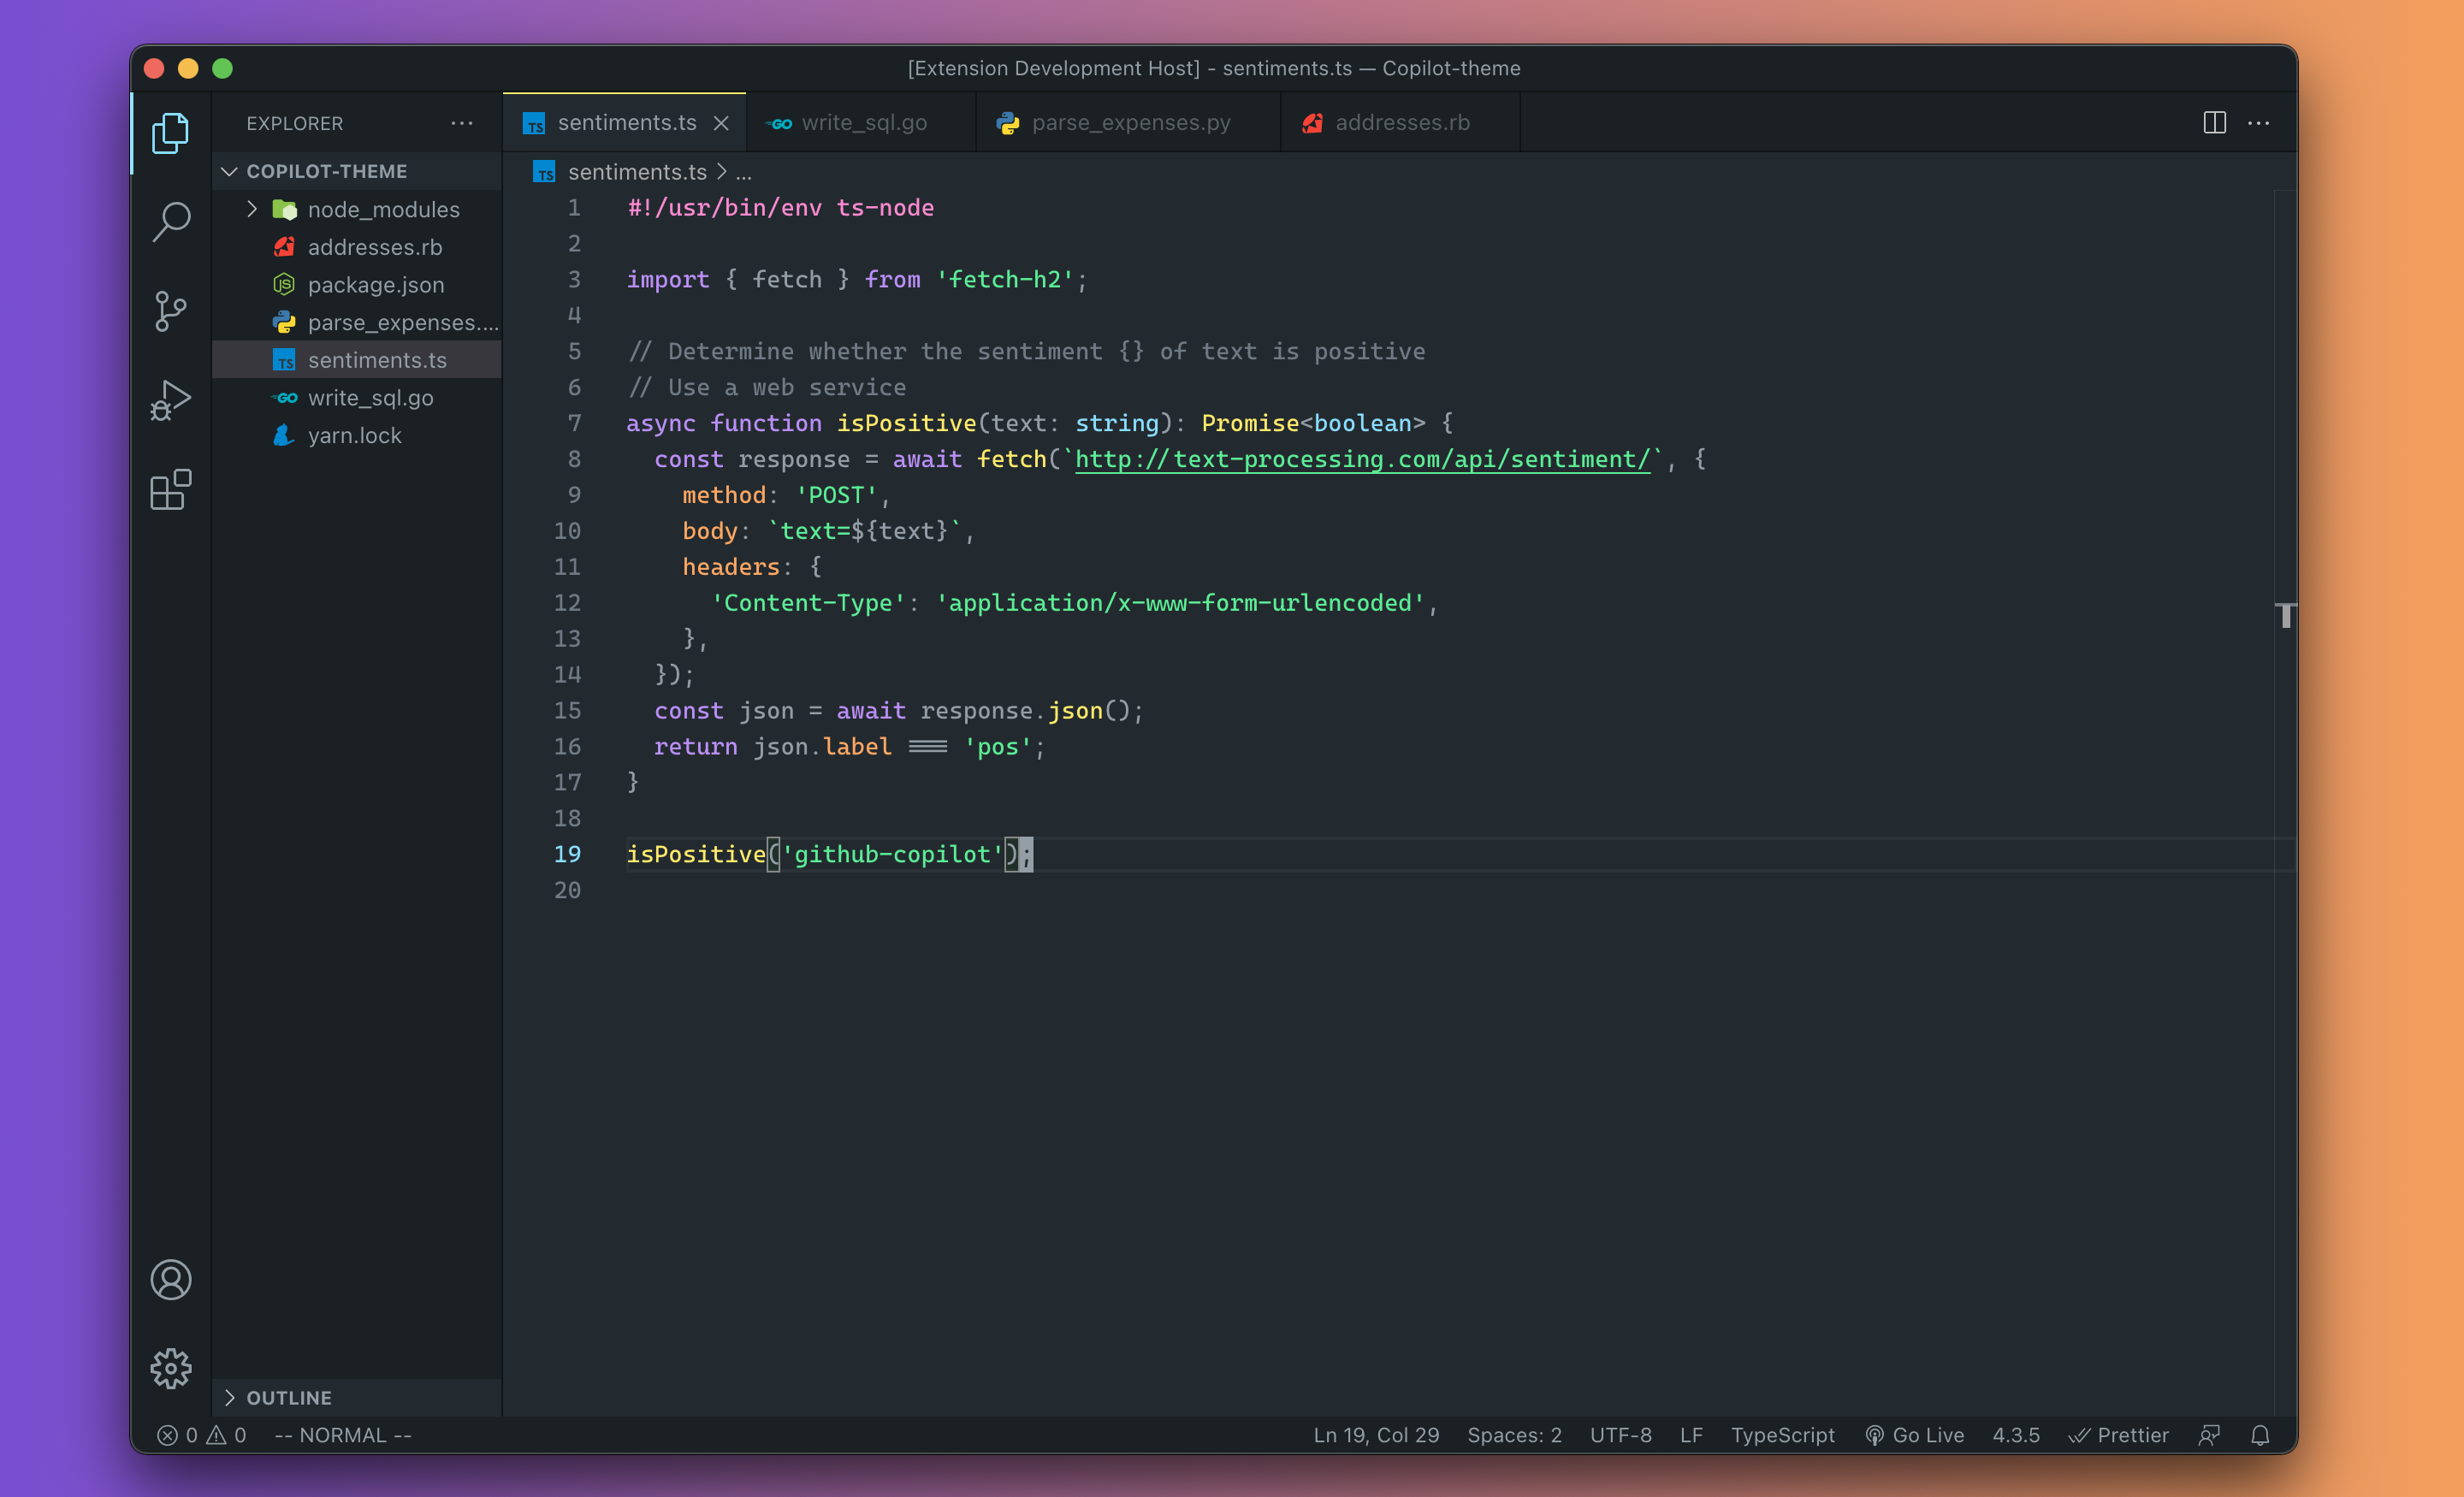 [Extension Development Host] - sentiments.ts — Copilot-theme
EXPLORER
COPILOT-THEME
node_modules
addresses.rb
package.json
parse_expenses....
sentiments.ts
write_sql.go
yarn.lock
OUTLINE
sentiments.ts
write_sql.go
parse_expenses.py
addresses.rb
sentiments.ts > ...
1 #!/usr/bin/env ts-node
2
3 import { fetch } from 'fetch-h2';
4
5 // Determine whether the sentiment {} of text is positive
6 // Use a web service
7 async function isPositive(text: string): Promise<boolean> {
8   const response = await fetch(`http://text-processing.com/api/sentiment/`, {
9     method: 'POST',
10     body: `text=${text}`,
11     headers: {
12       'Content-Type': 'application/x-www-form-urlencoded',
13     },
14   });
15   const json = await response.json();
16   return json.label === 'pos';
17 }
18
19 isPositive('github-copilot');
20
0 0 -- NORMAL -- Ln 19, Col 29 Spaces: 2 UTF-8 LF TypeScript Go Live 4.3.5 Prettier